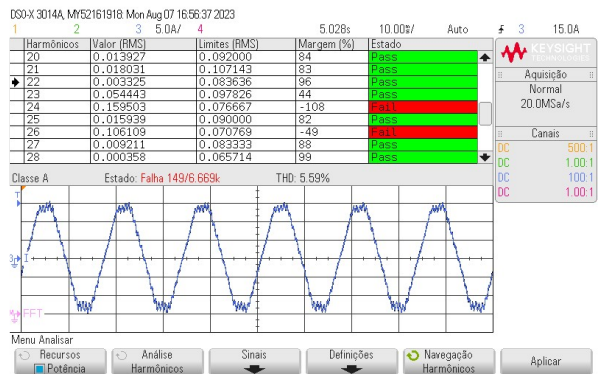 DSO-X 3014A, MY52161918: Mon Aug 07 16:56:37 2023
1 2 3 5.0A/ 4 5.028s 10.00s/ Auto 3 15.0A
Harmônicos Valor (RMS) Limites (RMS) Margem (%) Estado
20 0.013927 0.092000 84 Pass
21 0.018031 0.107143 83 Pass
22 0.003325 0.083636 96 Pass
23 0.054443 0.097826 44 Pass
24 0.159503 0.076667 -108 Fail
25 0.015939 0.090000 82 Pass
26 0.106109 0.070769 -49 Fail
27 0.009211 0.083333 88 Pass
28 0.000358 0.065714 99 Pass
Classe A Estado: Falha 149/6.669k THD: 5.59%
KEYSIGHT
TECHNOLOGIES
Aquisição
Normal
20.0MSa/s
Canais
DC 500:1
DC 1.00:1
DC 100:1
DC 1.00:1
T
3 I
FFT
Menu Analisar
Recursos
Potência
Análise
Harmônicos
Sinais
Definições
Navegação
Harmônicos
Aplicar